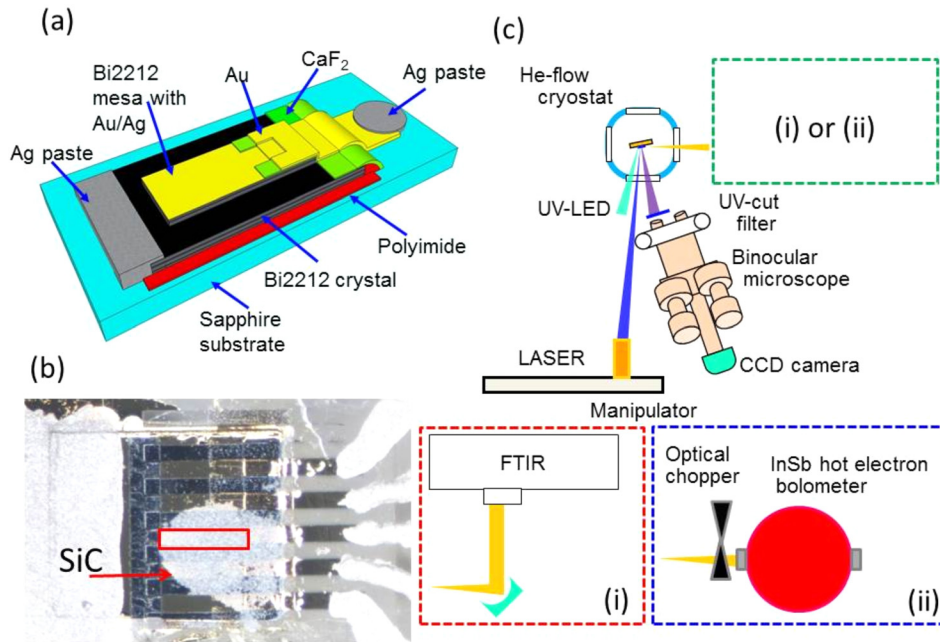 (a)
Bi2212
mesa with
Au/Ag
Au
CaF₂
Ag paste
Ag paste
Polyimide
Bi2212 crystal
Sapphire
substrate
(b)
SiC
(c)
He-flow
cryostat
(i) or (ii)
UV-LED
UV-cut
filter
Binocular
microscope
LASER
CCD camera
Manipulator
FTIR
(i)
Optical
chopper
InSb hot electron
bolometer
(ii)